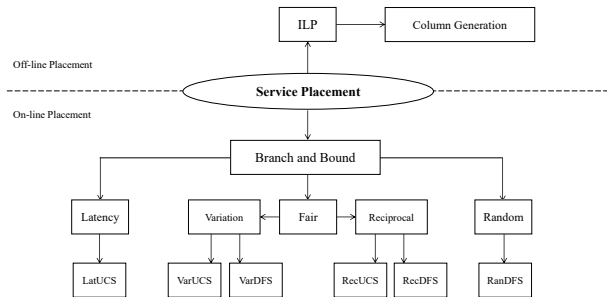 ILP
Column Generation
Off-line Placement
Service Placement
On-line Placement
Branch and Bound
Latency
Variation
Fair
Reciprocal
Random
LatUCS
VarUCS
VarDFS
RecUCS
RecDFS
RanDFS